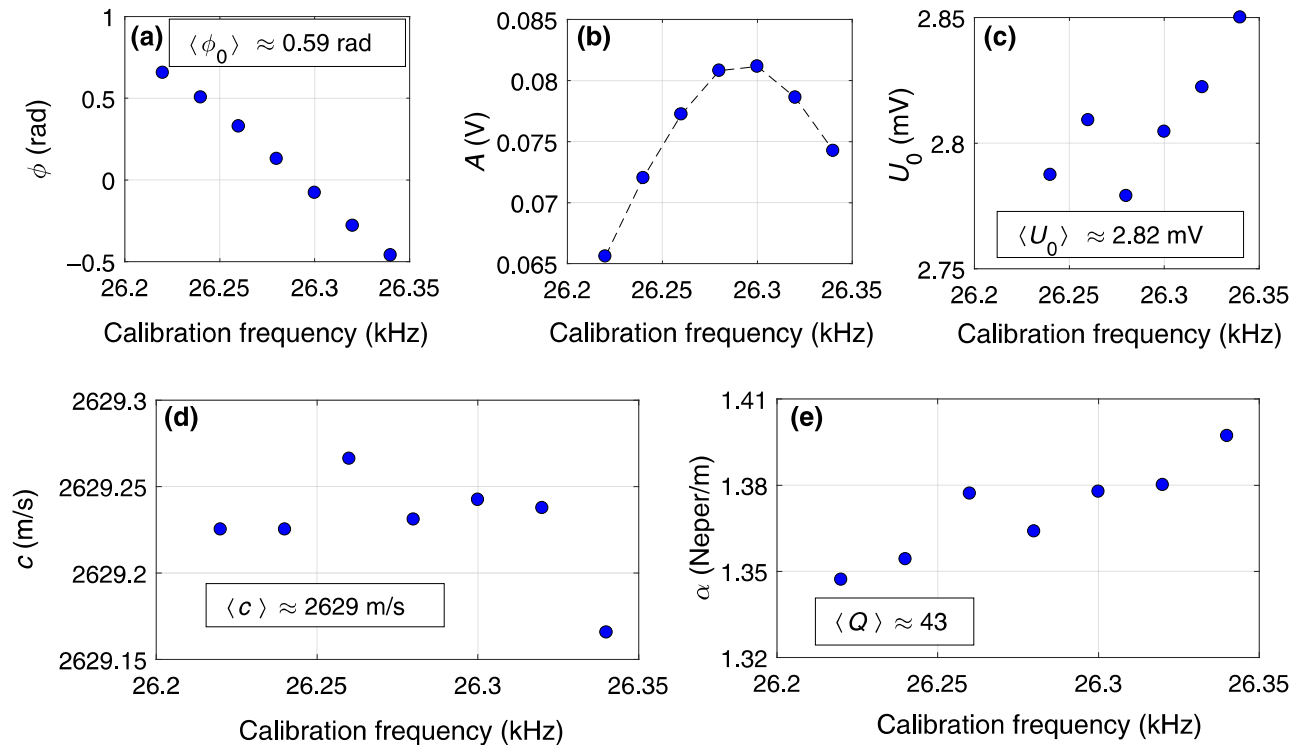 (a)
⟨ϕ₀⟩ ≈ 0.59 rad
1
0.5
0
−0.5
ϕ (rad)
26.2 26.25 26.3 26.35
Calibration frequency (kHz)
(b)
0.085
0.08
0.075
0.07
0.065
A (V)
26.2 26.25 26.3 26.35
Calibration frequency (kHz)
(c)
2.85
2.8
2.75
U₀ (mV)
⟨U₀⟩ ≈ 2.82 mV
26.2 26.25 26.3 26.35
Calibration frequency (kHz)
(d)
2629.3
2629.25
2629.2
2629.15
c (m/s)
⟨c⟩ ≈ 2629 m/s
26.2 26.25 26.3 26.35
Calibration frequency (kHz)
(e)
1.41
1.38
1.35
1.32
α (Neper/m)
⟨Q⟩ ≈ 43
26.2 26.25 26.3 26.35
Calibration frequency (kHz)